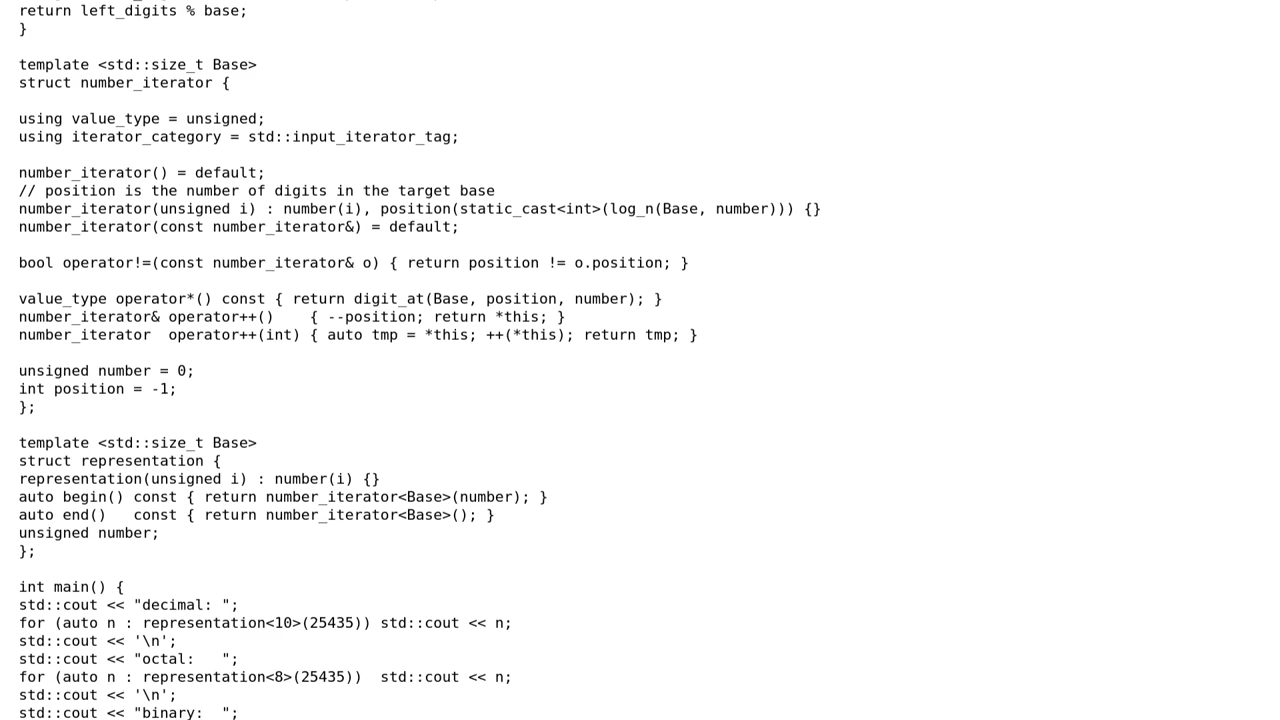 return left_digits % base;
}

template <std::size_t Base>
struct number_iterator {

using value_type = unsigned;
using iterator_category = std::input_iterator_tag;

number_iterator() = default;
// position is the number of digits in the target base
number_iterator(unsigned i) : number(i), position(static_cast<int>(log_n(Base, number))) {}
number_iterator(const number_iterator&) = default;

bool operator!=(const number_iterator& o) { return position != o.position; }

value_type operator*() const { return digit_at(Base, position, number); }
number_iterator& operator++()    { --position; return *this; }
number_iterator  operator++(int) { auto tmp = *this; ++(*this); return tmp; }

unsigned number = 0;
int position = -1;
};

template <std::size_t Base>
struct representation {
representation(unsigned i) : number(i) {}
auto begin() const { return number_iterator<Base>(number); }
auto end()   const { return number_iterator<Base>(); }
unsigned number;
};

int main() {
std::cout << "decimal: ";
for (auto n : representation<10>(25435)) std::cout << n;
std::cout << '\n';
std::cout << "octal:   ";
for (auto n : representation<8>(25435))  std::cout << n;
std::cout << '\n';
std::cout << "binary:  ";